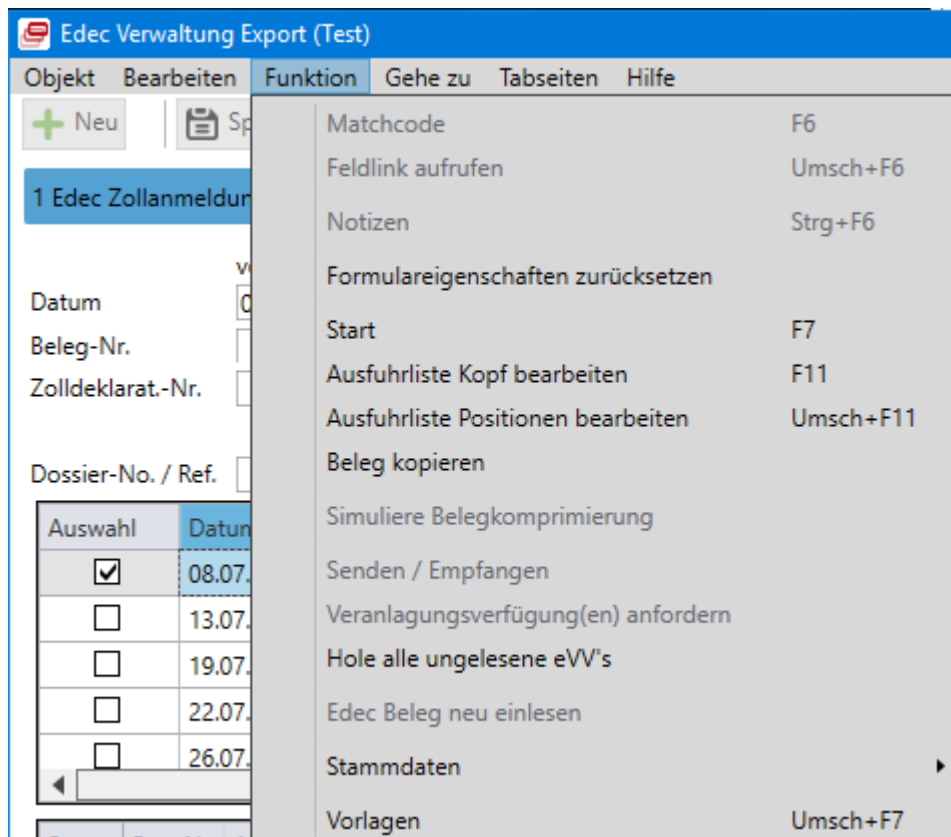 Edec Verwaltung Export (Test)
Objekt Bearbeiten Funktion Gehe zu Tabseiten Hilfe
Neu
Matchcode F6
Feldlink aufrufen Umsch+F6
1 Edec Zollanmeldur
Notizen Strg+F6
Formulareigenschaften zurücksetzen
Datum
Start F7
Beleg-Nr.
Ausfuhrliste Kopf bearbeiten F11
Zolldeklarat.-Nr.
Ausfuhrliste Positionen bearbeiten Umsch+F11
Beleg kopieren
Dossier-No. / Ref.
Simuliere Belegkomprimierung
Auswahl Datum
Senden / Empfangen
08.07.
Veranlagungsverfügung(en) anfordern
13.07.
Hole alle ungelesene eVV's
19.07.
Edec Beleg neu einlesen
22.07.
26.07.
Stammdaten
Vorlagen Umsch+F7